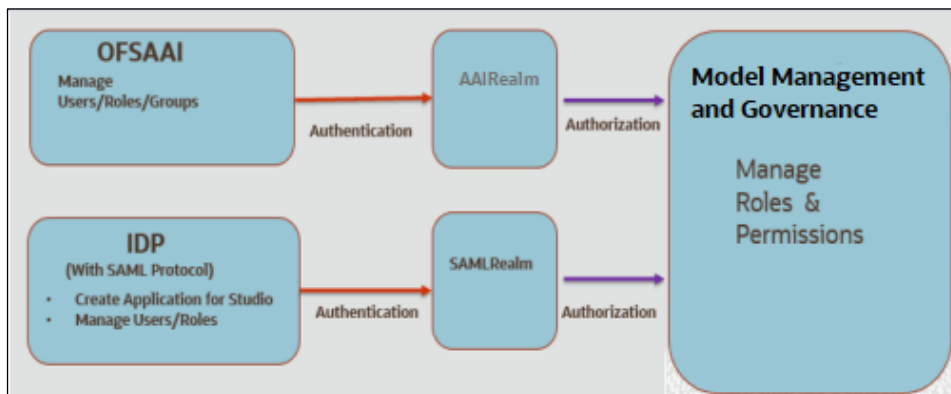 OFSAAI
Manage
Users/Roles/Groups
Authentication
AAIRealm
Authorization
Model Management
and Governance
Manage
Roles &
Permissions
IDP
(With SAML Protocol)
• Create Application for Studio
• Manage Users/Roles
Authentication
SAMLRealm
Authorization